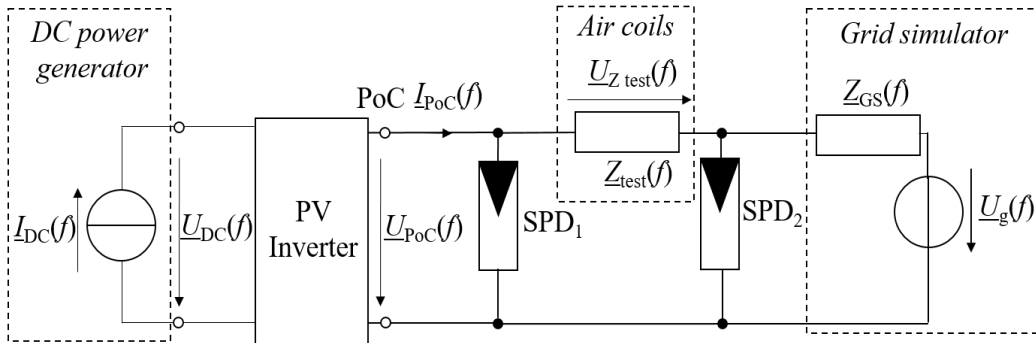 DC power
generator
Air coils
Grid simulator
U_Z test(f)
Z_GS(f)
PoC I_PoC(f)
Z_test(f)
I_DC(f)
U_DC(f)
PV
Inverter
U_PoC(f)
SPD₁
SPD₂
U_g(f)